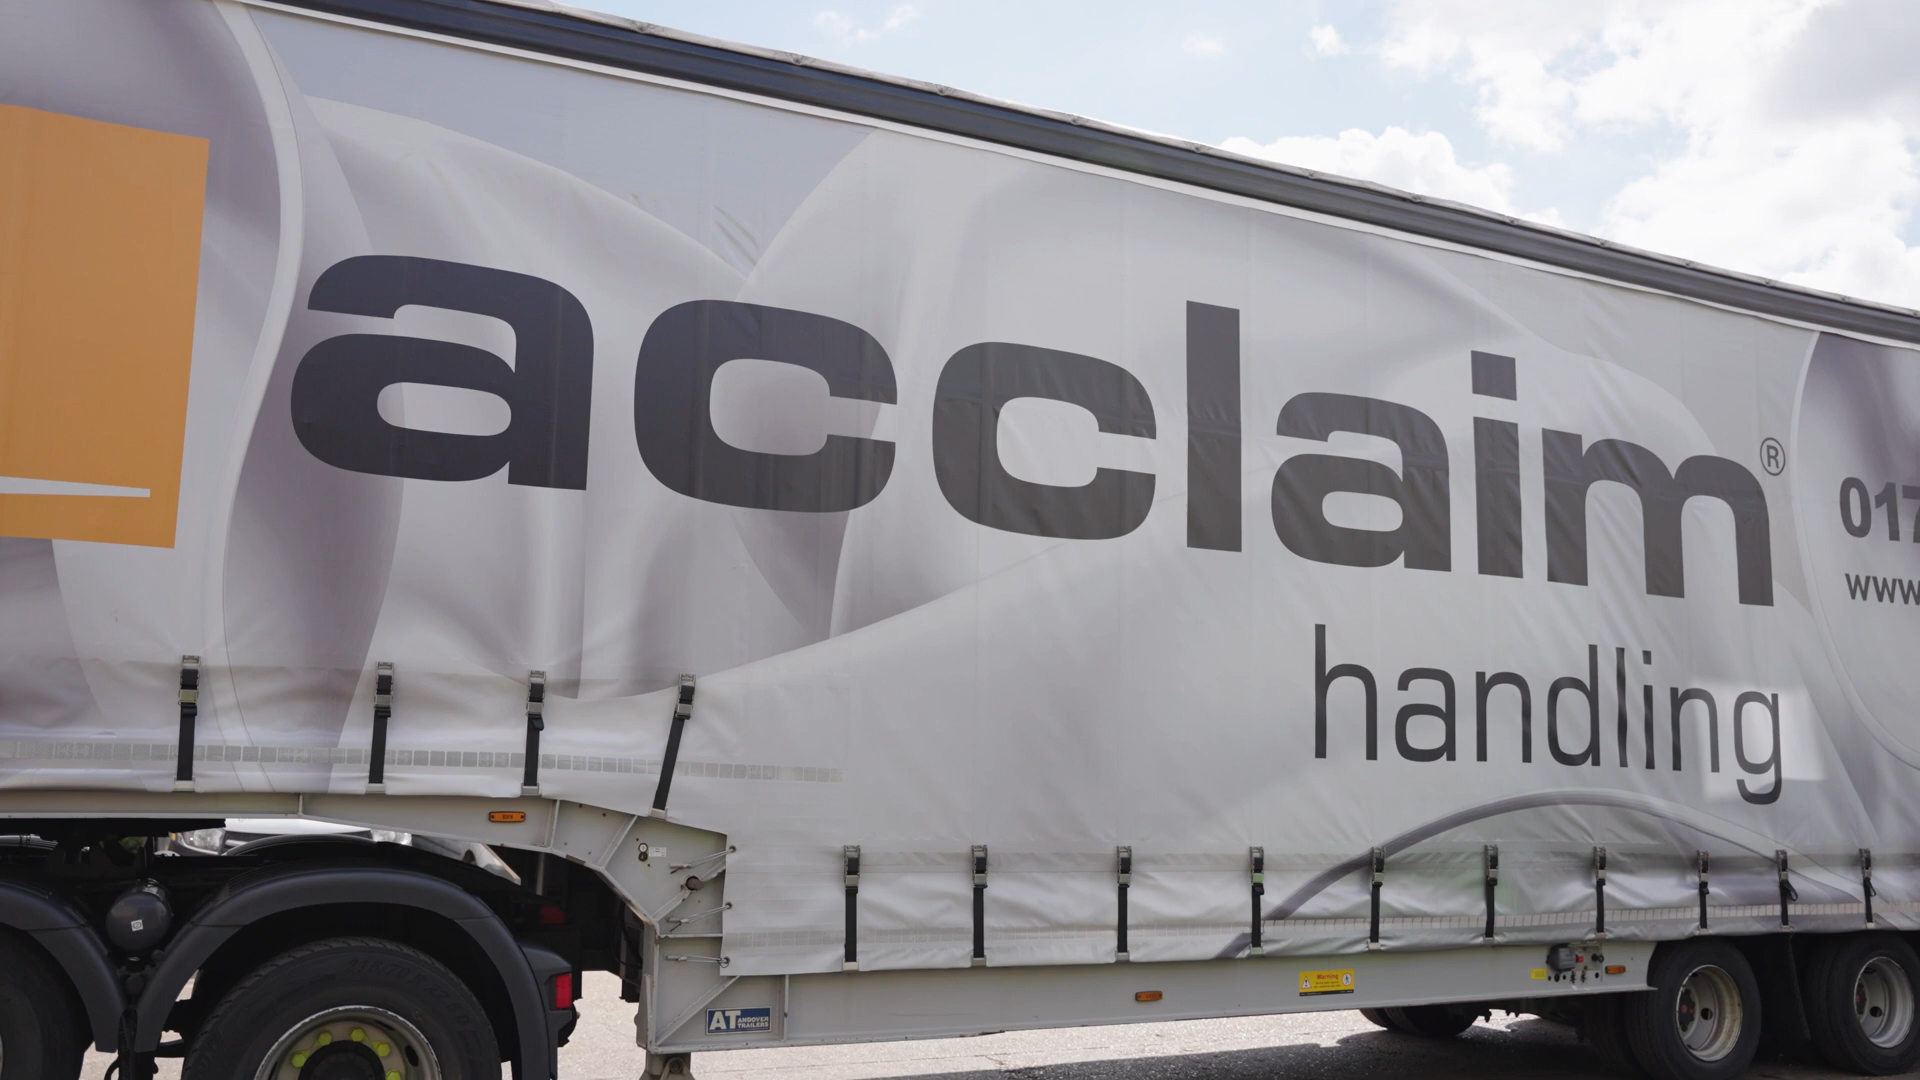 acclaim®
handling
017
www.
AT ANDOVER
TRAILERS
Warning